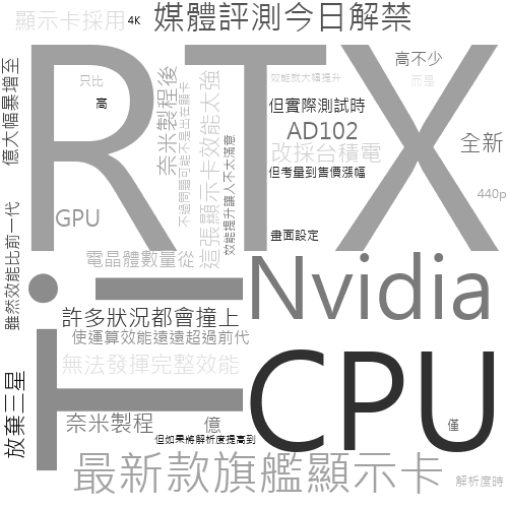 顯示卡採用
4K
媒體評測今日解禁
RTX
高不少
而是
只比
高
效能就大幅提升
但實際測試時
AD102
改採台積電
但考量到售價漲幅
全新
440p
GPU
畫面設定
億大幅暴增至
奈米製程後
這張顯示卡效能太強
效能提升讓人不太滿意
雖然效能比前一代
電晶體數量從
Nvidia
許多狀況都會撞上
使運算效能遠遠超過前代
無法發揮完整效能
CPU
放棄三星
奈米製程
億
僅
但如果將解析度提高到
最新款旗艦顯示卡
解析度時